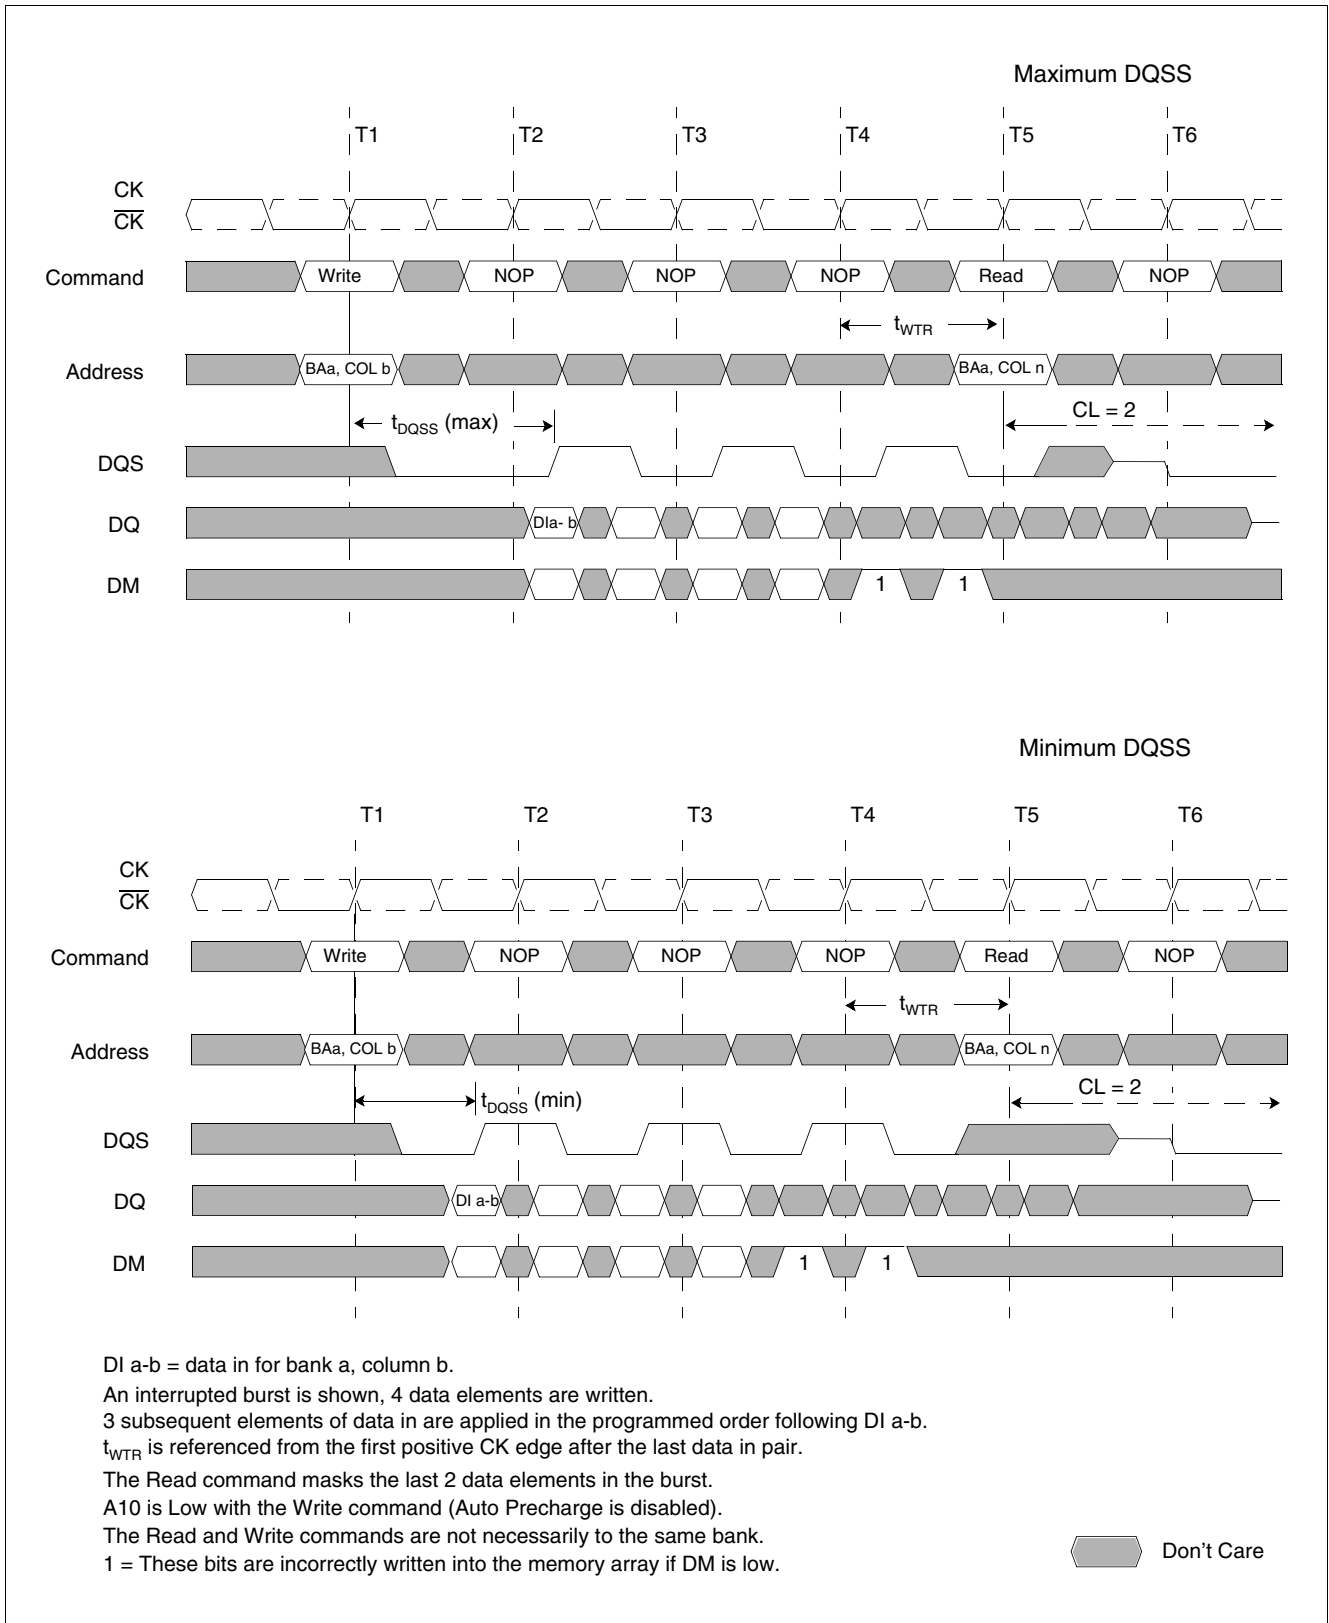 Maximum DQSS
T1 T2 T3 T4 T5 T6
CK
CK
Command Write NOP NOP NOP Read NOP
tWTR
Address BAa, COL b BAa, COL n
tDQSS (max) CL = 2
DQS
DQ DIa- b
DM 1 1
Minimum DQSS
T1 T2 T3 T4 T5 T6
CK
CK
Command Write NOP NOP NOP Read NOP
tWTR
Address BAa, COL b BAa, COL n
tDQSS (min) CL = 2
DQS
DQ DI a-b
DM 1 1
DI a-b = data in for bank a, column b.
An interrupted burst is shown, 4 data elements are written.
3 subsequent elements of data in are applied in the programmed order following DI a-b.
tWTR is referenced from the first positive CK edge after the last data in pair.
The Read command masks the last 2 data elements in the burst.
A10 is Low with the Write command (Auto Precharge is disabled).
The Read and Write commands are not necessarily to the same bank.
1 = These bits are incorrectly written into the memory array if DM is low.
Don't Care